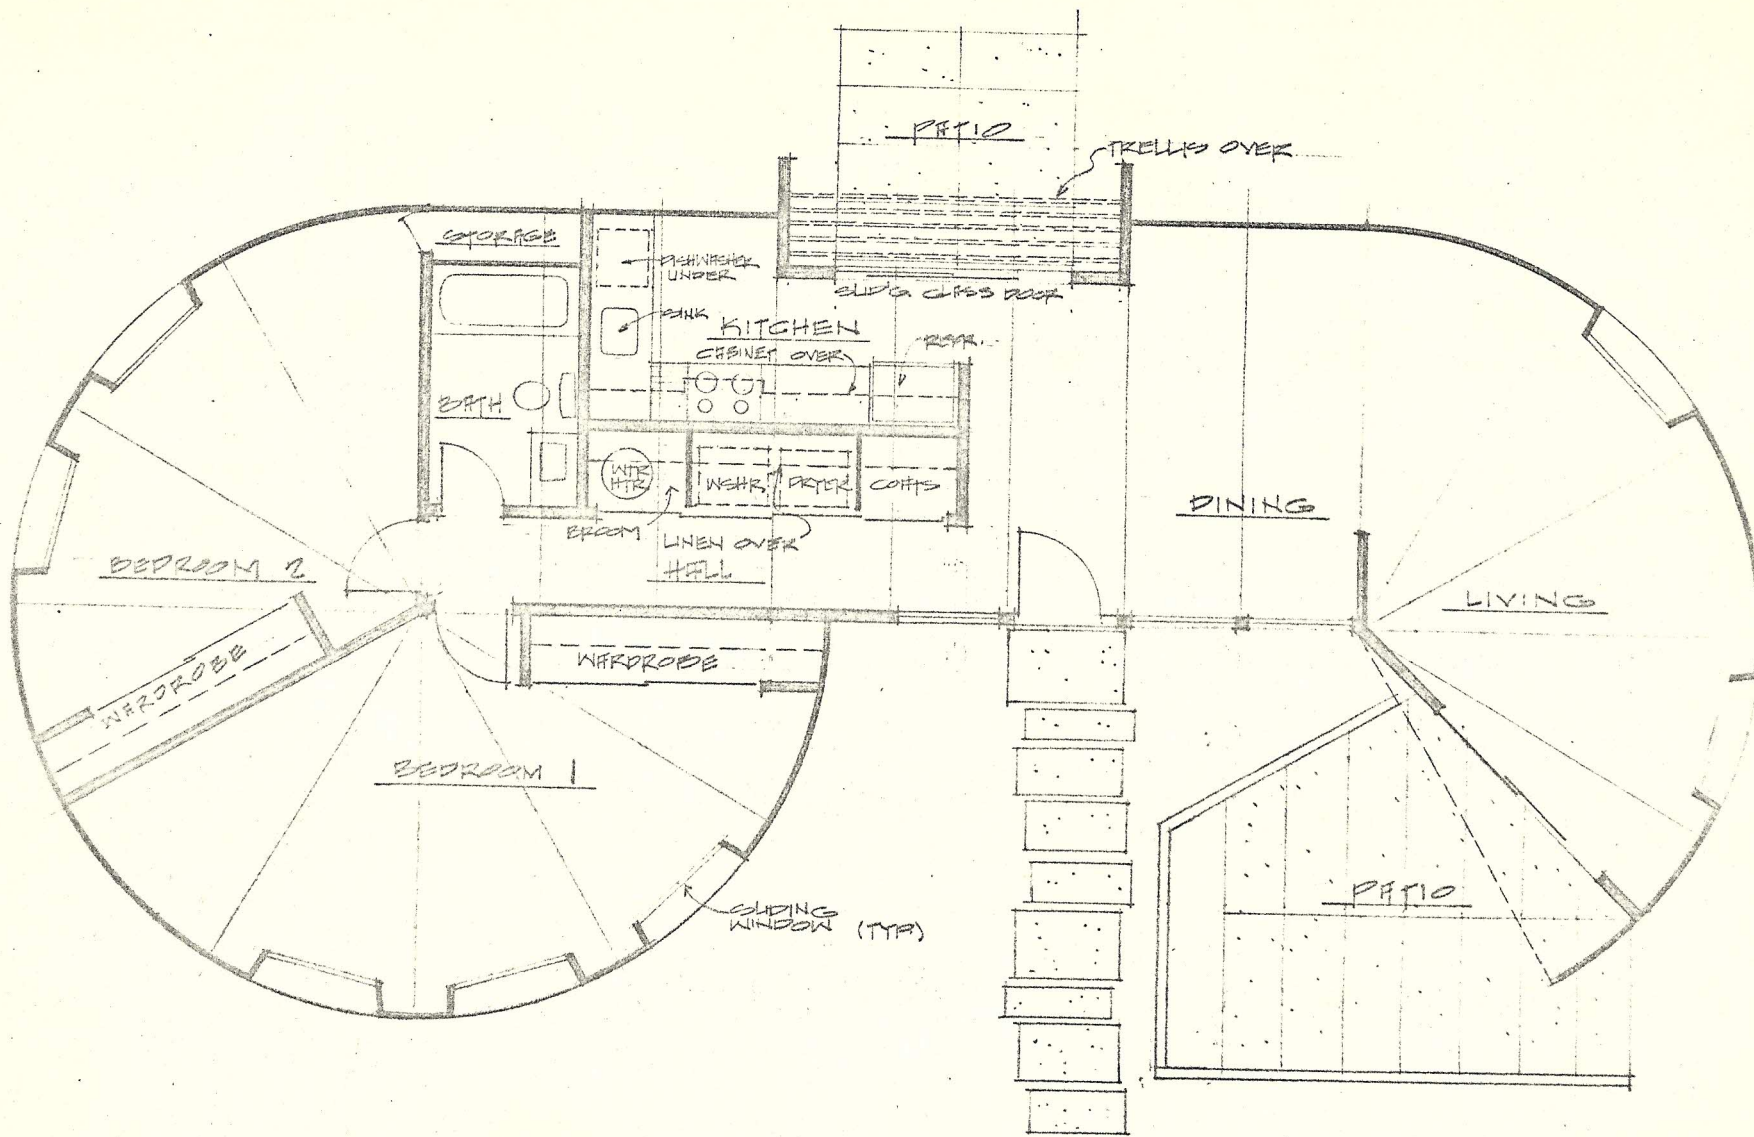 PATIO
TRELLIS OVER
STORAGE
DISHWASHER
UNDER
SLID'G. GLASS DOOR
SINK
KITCHEN
CABINET OVER
REFR.
BATH
WTR
HTR
WSHR.
DRYER
COATS
DINING
BROOM
LINEN OVER
HALL
BEDROOM 2
LIVING
WARDROBE
WARDROBE
BEDROOM 1
PATIO
SLIDING
WINDOW (TYP)